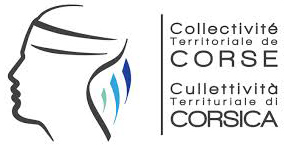 Collectivité
Territoriale de
CORSE
Cullettività
Territuriale di
CORSICA